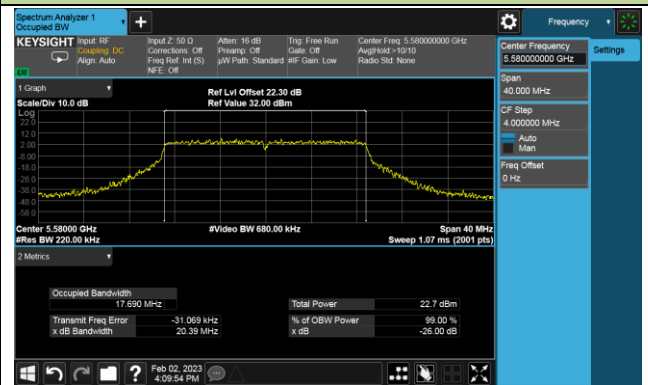 Spectrum Analyzer 1
Occupied BW
Frequency
KEYSIGHT
Input: RF
Coupling: DC
Align: Auto
Input Z: 50 Ω
Corrections: Off
Freq Ref: Int (S)
NFE: Off
Atten: 16 dB
Preamp: Off
µW Path: Standard
Trig: Free Run
Gate: Off
#IF Gain: Low
Center Freq: 5.580000000 GHz
Avg|Hold:>10/10
Radio Std: None
Center Frequency
5.580000000 GHz
Settings
Span
40.000 MHz
CF Step
4.000000 MHz
Auto
Man
Freq Offset
0 Hz
1 Graph
Scale/Div 10.0 dB
Ref Lvl Offset 22.30 dB
Ref Value 32.00 dBm
Log
22.0
12.0
2.00
-8.00
-18.0
-28.0
-38.0
-48.0
-58.0
Center 5.58000 GHz
#Res BW 220.00 kHz
#Video BW 680.00 kHz
Span 40 MHz
Sweep 1.07 ms (2001 pts)
2 Metrics
Occupied Bandwidth
17.690 MHz
Transmit Freq Error -31.069 kHz
x dB Bandwidth 20.39 MHz
Total Power 22.7 dBm
% of OBW Power 99.00 %
x dB -26.00 dB
Feb 02, 2023
4:09:54 PM